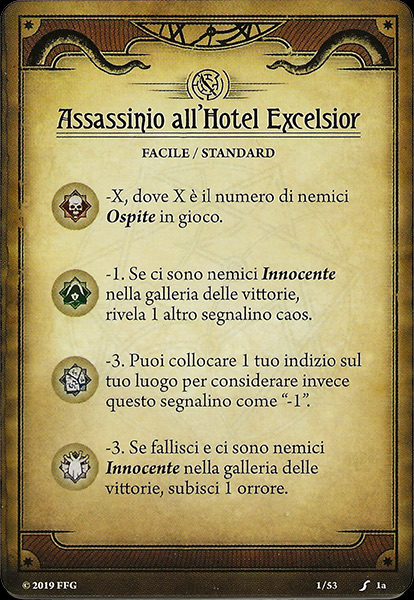 Assassinio all'Hotel Excelsior
FACILE / STANDARD
-X, dove X è il numero di nemici
Ospite in gioco.
-1. Se ci sono nemici Innocente
nella galleria delle vittorie,
rivela 1 altro segnalino caos.
-3. Puoi collocare 1 tuo indizio sul
tuo luogo per considerare invece
questo segnalino come “-1”.
-3. Se fallisci e ci sono nemici
Innocente nella galleria delle
vittorie, subisci 1 orrore.
© 2019 FFG 1/53 1a